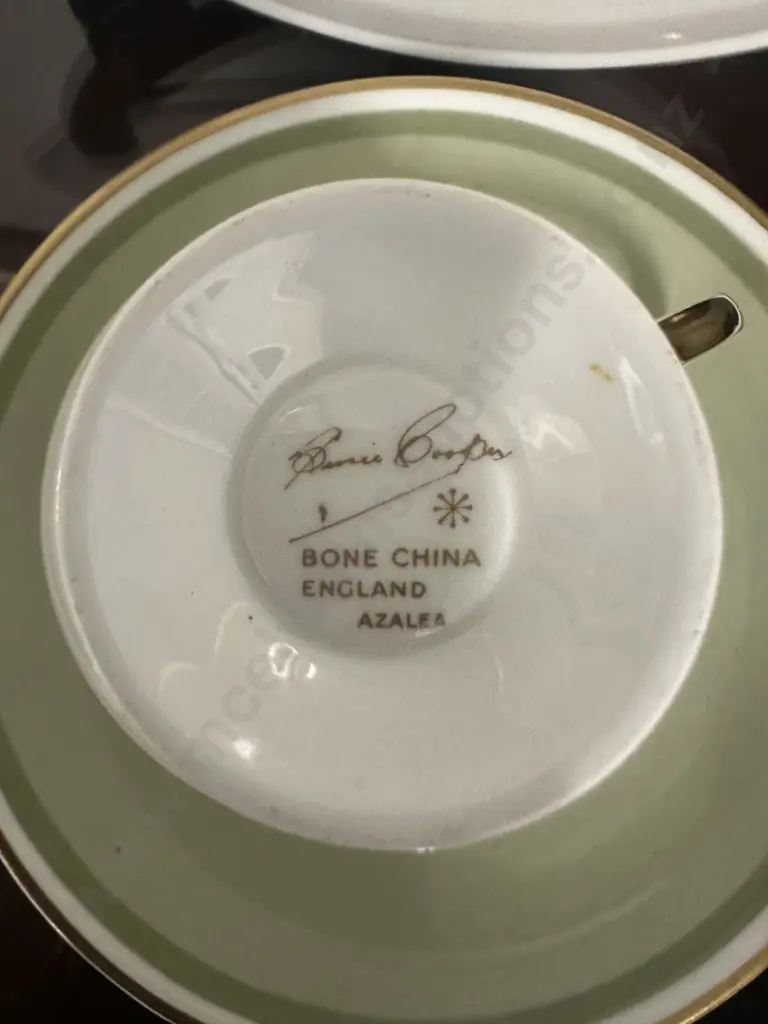 Susie Cooper
BONE CHINA
ENGLAND
AZALEA